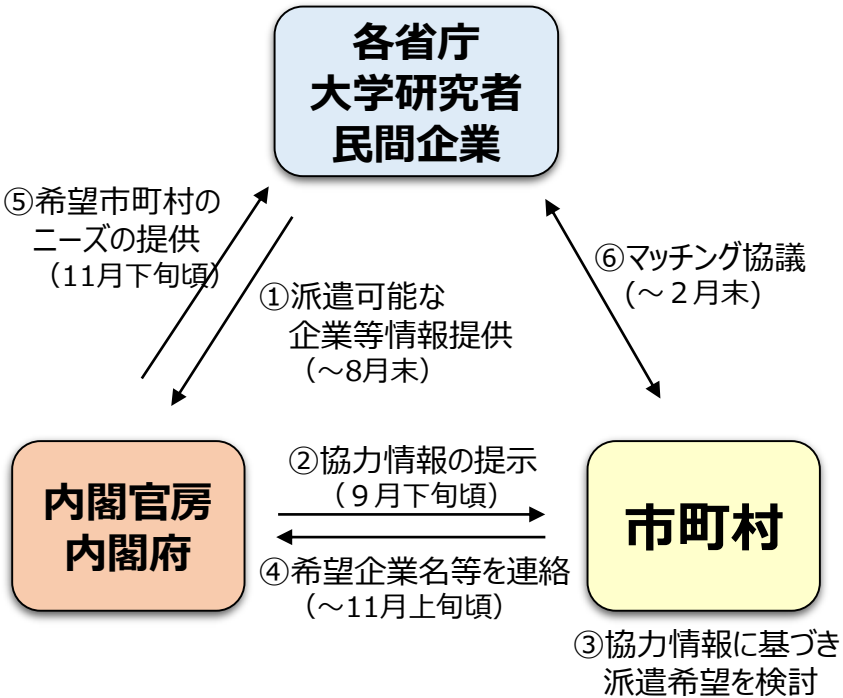 各省庁
大学研究者
民間企業
⑤希望市町村の
ニーズの提供
（11月下旬頃）
①派遣可能な
企業等情報提供
（～8月末）
⑥マッチング協議
(～２月末)
内閣官房
内閣府
②協力情報の提示
（９月下旬頃）
④希望企業名等を連絡
（～11月上旬頃）
市町村
③協力情報に基づき
派遣希望を検討